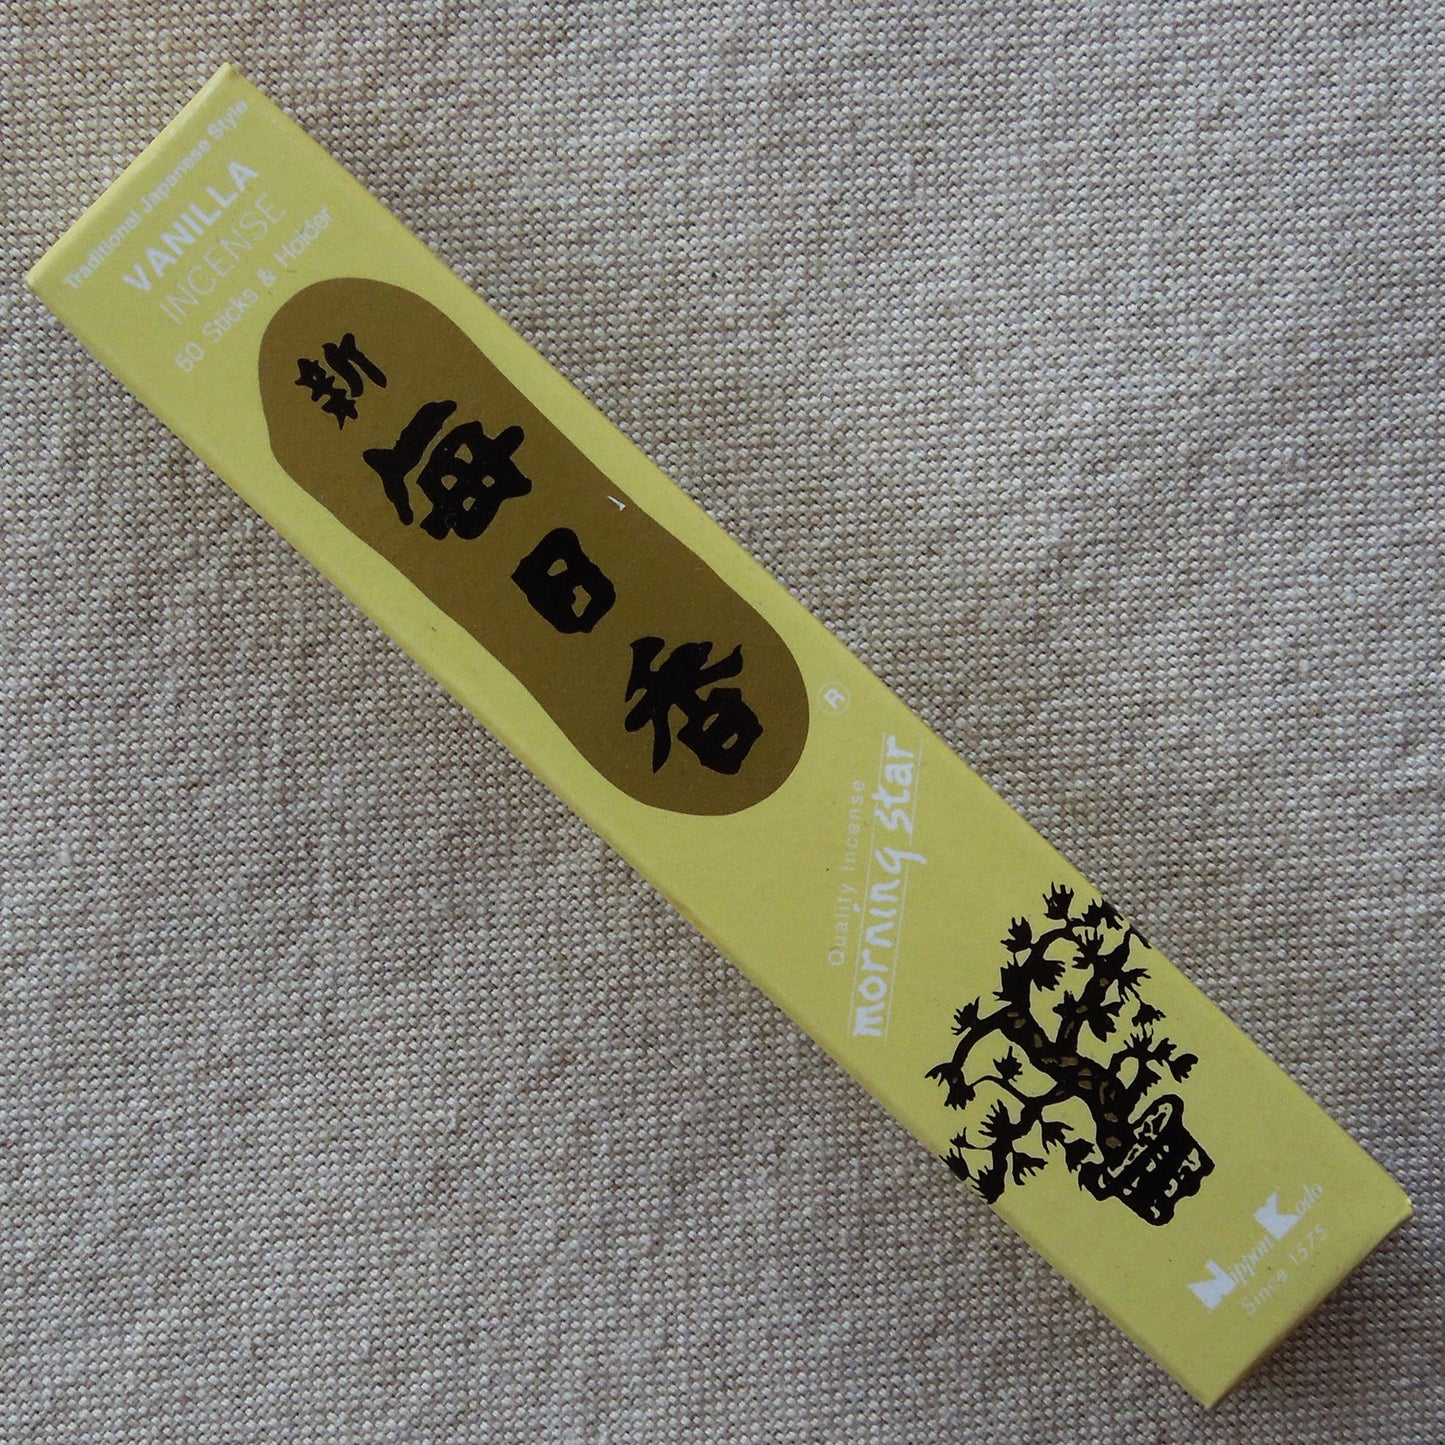 Traditional Japanese Style
VANILLA
INCENSE
50 Sticks & Holder
新
毎日香
®
Quality Incense
morning star
Nippon Kodo
Since 1575